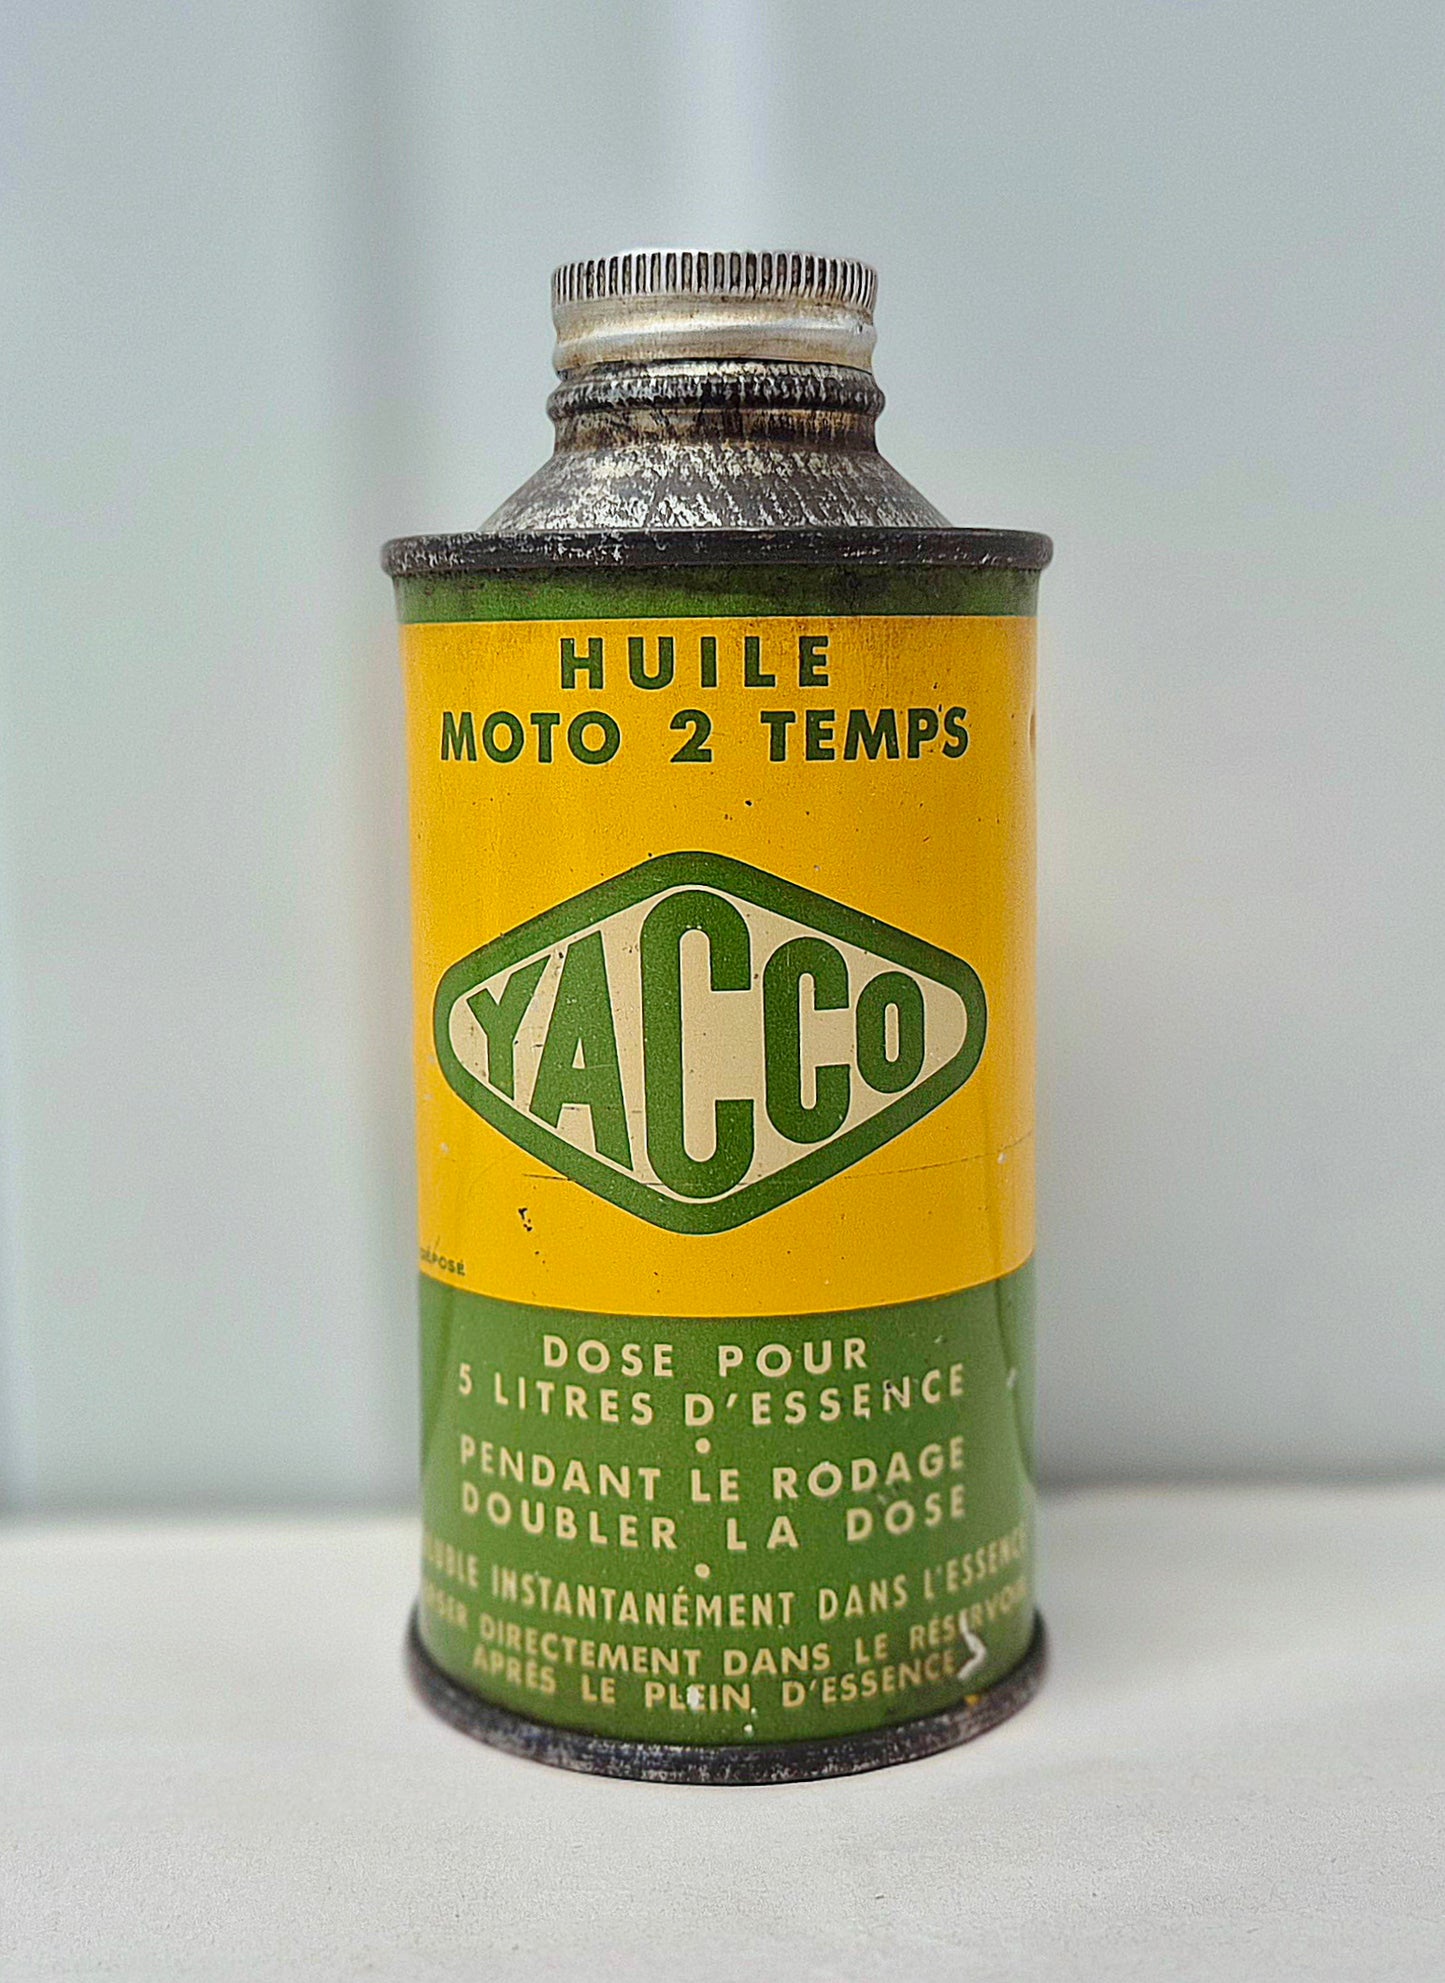 HUILE
MOTO 2 TEMPS
YACCO
DÉPOSÉ
DOSE POUR
5 LITRES D'ESSENCE
•
PENDANT LE RODAGE
DOUBLER LA DOSE
•
INSTANTANÉMENT DANS L'ESSENCE
DIRECTEMENT DANS LE RÉSERVOIR
APRÈS LE PLEIN D'ESSENCE